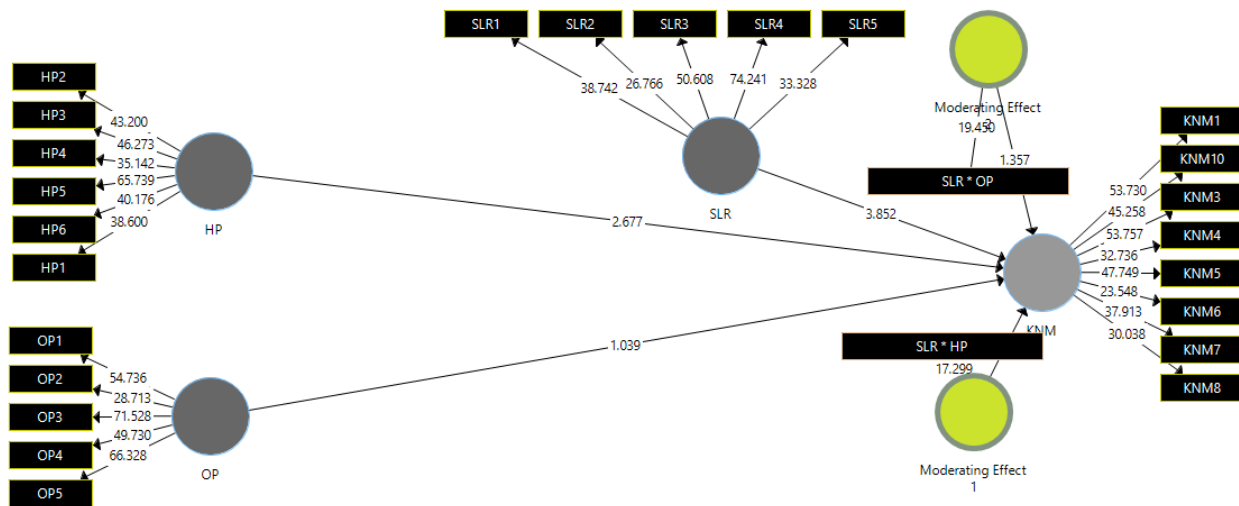 SLR1
SLR2
SLR3
SLR4
SLR5
38.742
26.766
50.608
74.241
33.328
SLR
3.852
HP2
HP3
HP4
HP5
HP6
HP1
43.200
46.273
35.142
65.739
40.176
38.600
HP
2.677
OP1
OP2
OP3
OP4
OP5
54.736
28.713
71.528
49.730
66.328
OP
1.039
Moderating Effect
2
19.450
1.357
SLR * OP
KNM
SLR * HP
17.299
Moderating Effect
1
KNM1
KNM10
KNM3
KNM4
KNM5
KNM6
KNM7
KNM8
53.730
45.258
53.757
32.736
47.749
23.548
37.913
30.038